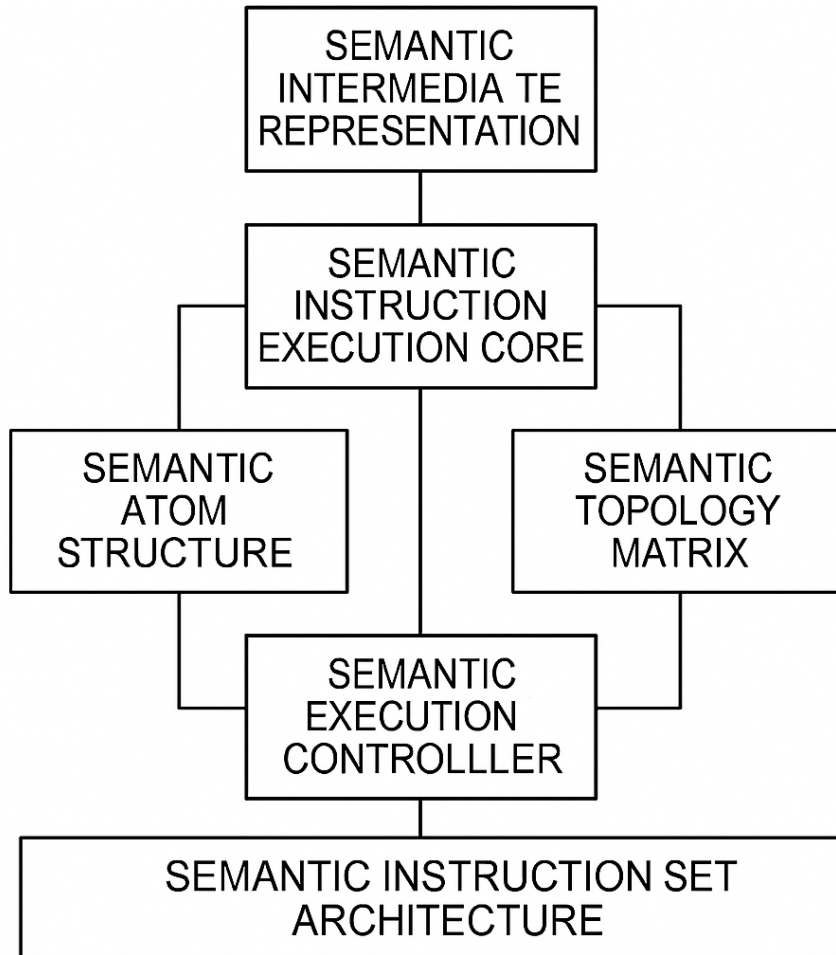 SEMANTIC
INTERMEDIA TE
REPRESENTATION
SEMANTIC
INSTRUCTION
EXECUTION CORE
SEMANTIC
ATOM
STRUCTURE
SEMANTIC
TOPOLOGY
MATRIX
SEMANTIC
EXECUTION
CONTROLLLER
SEMANTIC INSTRUCTION SET
ARCHITECTURE